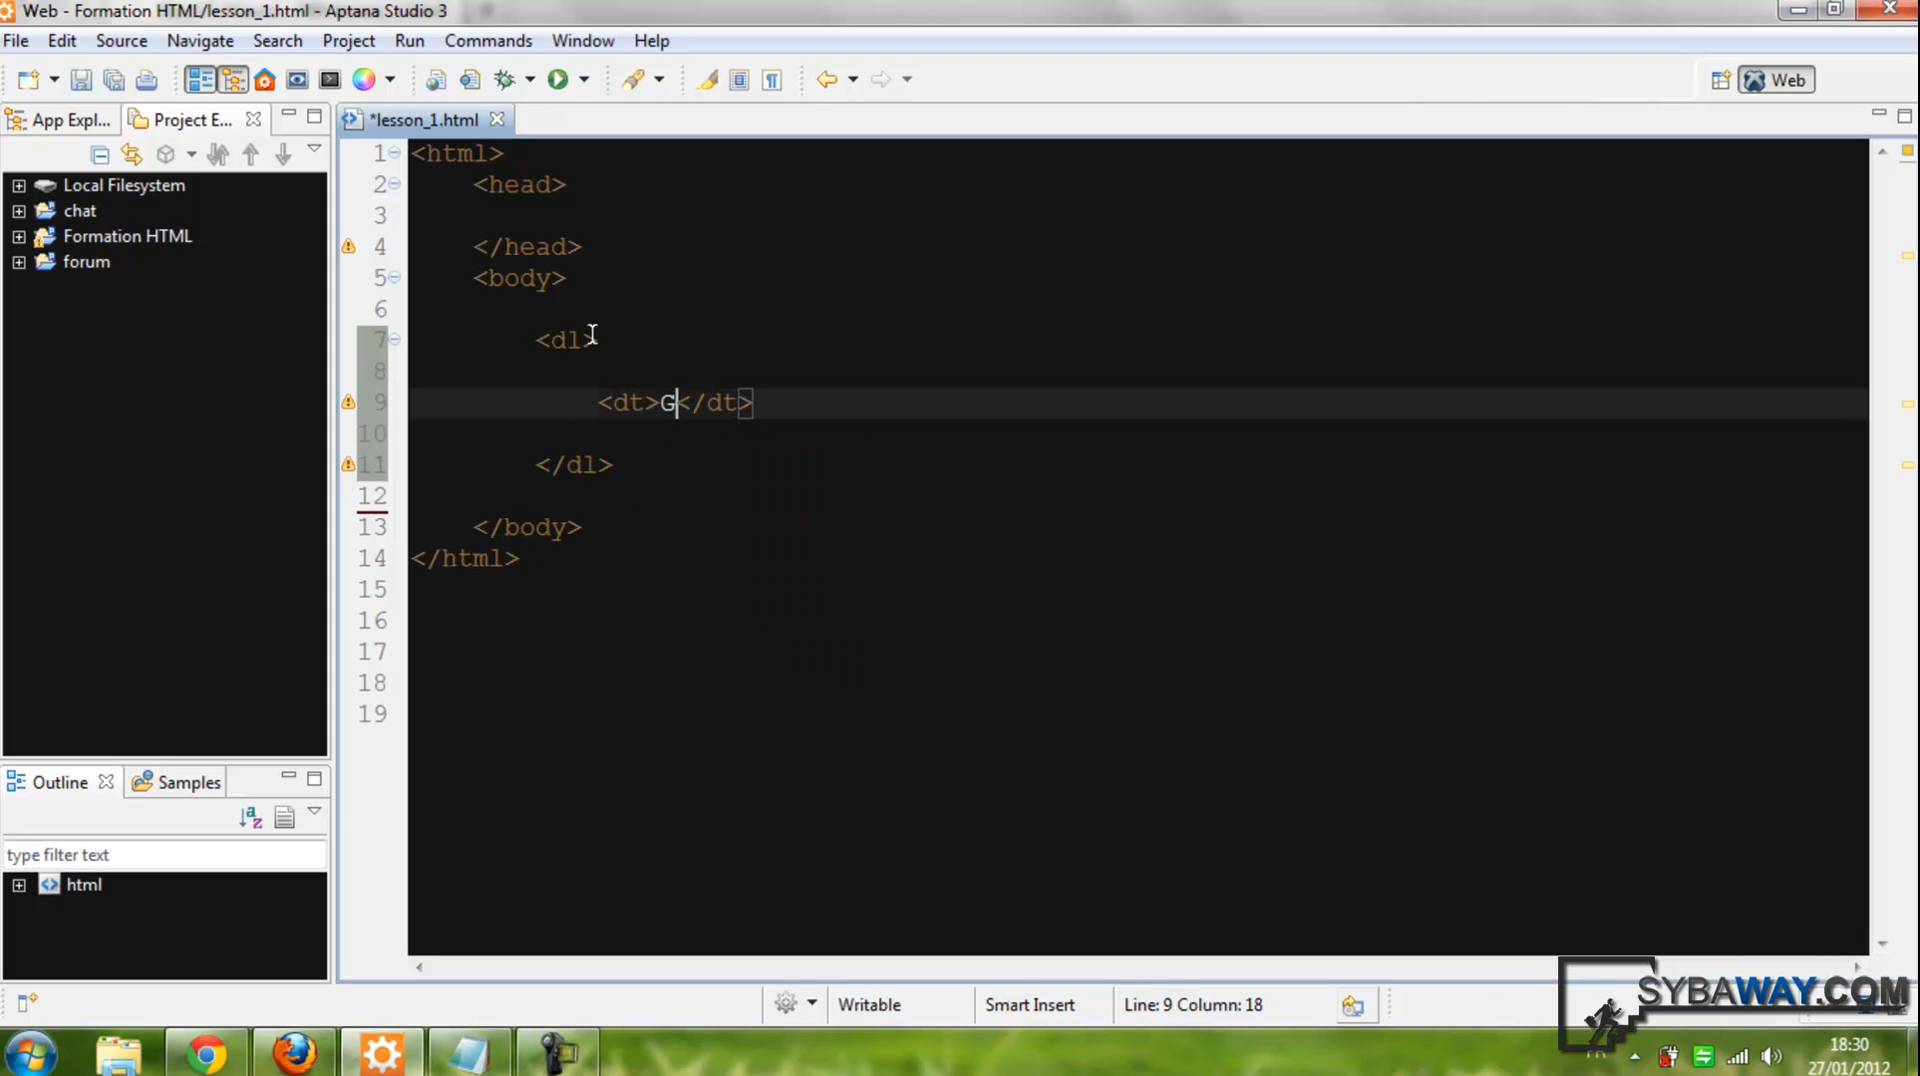 Web - Formation HTML/lesson_1.html - Aptana Studio 3
File Edit Source Navigate Search Project Run Commands Window Help
Web
App Expl...
Project E...
*lesson_1.html
Local Filesystem
chat
Formation HTML
forum
1 <html>
2 <head>
3
4 </head>
5 <body>
6
7 <dl>
8
9 <dt>G</dt>
10
11 </dl>
12
13 </body>
14 </html>
15
16
17
18
19
Outline
Samples
type filter text
html
Writable
Smart Insert
Line: 9 Column: 18
SYBAWAY.COM
18:30
27/01/2012